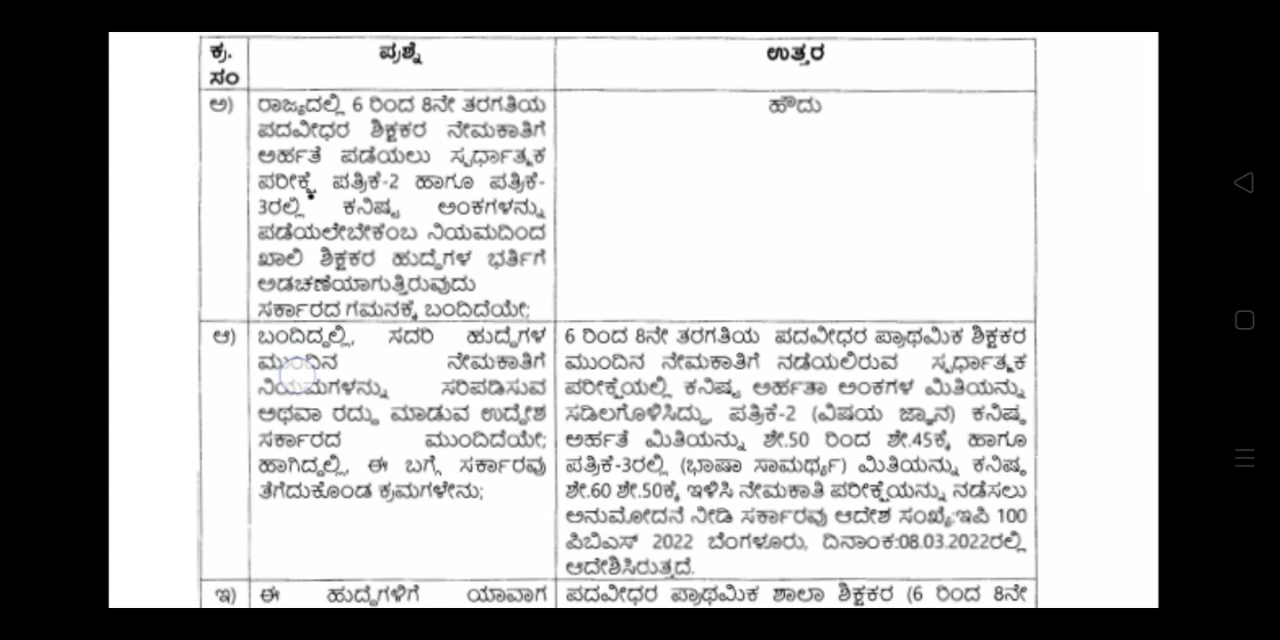 ಕ್ರ.
ಸಂ
ಪ್ರಶ್ನೆ
ಉತ್ತರ
ಅ)
ರಾಜ್ಯದಲ್ಲಿ 6 ರಿಂದ 8ನೇ ತರಗತಿಯ
ಪದವೀಧರ ಶಿಕ್ಷಕರ ನೇಮಕಾತಿಗೆ
ಅರ್ಹತೆ ಪಡೆಯಲು ಸ್ಪರ್ಧಾತ್ಮಕ
ಪರೀಕ್ಷೆ ಪತ್ರಿಕೆ-2 ಹಾಗೂ ಪತ್ರಿಕೆ-
3ರಲ್ಲಿ ಕನಿಷ್ಠ ಅಂಕಗಳನ್ನು
ಪಡೆಯಲೇಬೇಕೆಂಬ ನಿಯಮದಿಂದ
ಖಾಲಿ ಶಿಕ್ಷಕರ ಹುದ್ದೆಗಳ ಭರ್ತಿಗೆ
ಅಡಚಣೆಯಾಗುತ್ತಿರುವುದು
ಸರ್ಕಾರದ ಗಮನಕ್ಕೆ ಬಂದಿದೆಯೇ;
ಹೌದು
ಆ)
ಬಂದಿದ್ದಲ್ಲಿ, ಸದರಿ ಹುದ್ದೆಗಳ
ಮುಂದಿನ ನೇಮಕಾತಿಗೆ
ನಿಯಮಗಳನ್ನು ಸರಿಪಡಿಸುವ
ಅಥವಾ ರದ್ದು ಮಾಡುವ ಉದ್ದೇಶ
ಸರ್ಕಾರದ ಮುಂದಿದೆಯೇ;
ಹಾಗಿದ್ದಲ್ಲಿ, ಈ ಬಗ್ಗೆ ಸರ್ಕಾರವು
ತೆಗೆದುಕೊಂಡ ಕ್ರಮಗಳೇನು;
6 ರಿಂದ 8ನೇ ತರಗತಿಯ ಪದವೀಧರ ಪ್ರಾಥಮಿಕ ಶಿಕ್ಷಕರ
ಮುಂದಿನ ನೇಮಕಾತಿಗೆ ನಡೆಯಲಿರುವ ಸ್ಪರ್ಧಾತ್ಮಕ
ಪರೀಕ್ಷೆಯಲ್ಲಿ ಕನಿಷ್ಠ ಅರ್ಹತಾ ಅಂಕಗಳ ಮಿತಿಯನ್ನು
ಸಡಿಲಗೊಳಿಸಿದ್ದು, ಪತ್ರಿಕೆ-2 (ವಿಷಯ ಜ್ಞಾನ) ಕನಿಷ್ಠ
ಅರ್ಹತೆ ಮಿತಿಯನ್ನು ಶೇ.50 ರಿಂದ ಶೇ.45ಕ್ಕೆ ಹಾಗೂ
ಪತ್ರಿಕೆ-3ರಲ್ಲಿ (ಭಾಷಾ ಸಾಮರ್ಥ್ಯ) ಮಿತಿಯನ್ನು ಕನಿಷ್ಠ
ಶೇ.60 ಶೇ.50ಕ್ಕೆ ಇಳಿಸಿ ನೇಮಕಾತಿ ಪರೀಕ್ಷೆಯನ್ನು ನಡೆಸಲು
ಅನುಮೋದನೆ ನೀಡಿ ಸರ್ಕಾರವು ಆದೇಶ ಸಂಖ್ಯೆ:ಇಪಿ 100
ಪಿಬಿಎಸ್ 2022 ಬೆಂಗಳೂರು, ದಿನಾಂಕ:08.03.2022ರಲ್ಲಿ
ಆದೇಶಿಸಿರುತ್ತದೆ.
ಇ)
ಈ ಹುದ್ದೆಗಳಿಗೆ ಯಾವಾಗ
ಪದವೀಧರ ಪ್ರಾಥಮಿಕ ಶಾಲಾ ಶಿಕ್ಷಕರ (6 ರಿಂದ 8ನೇ